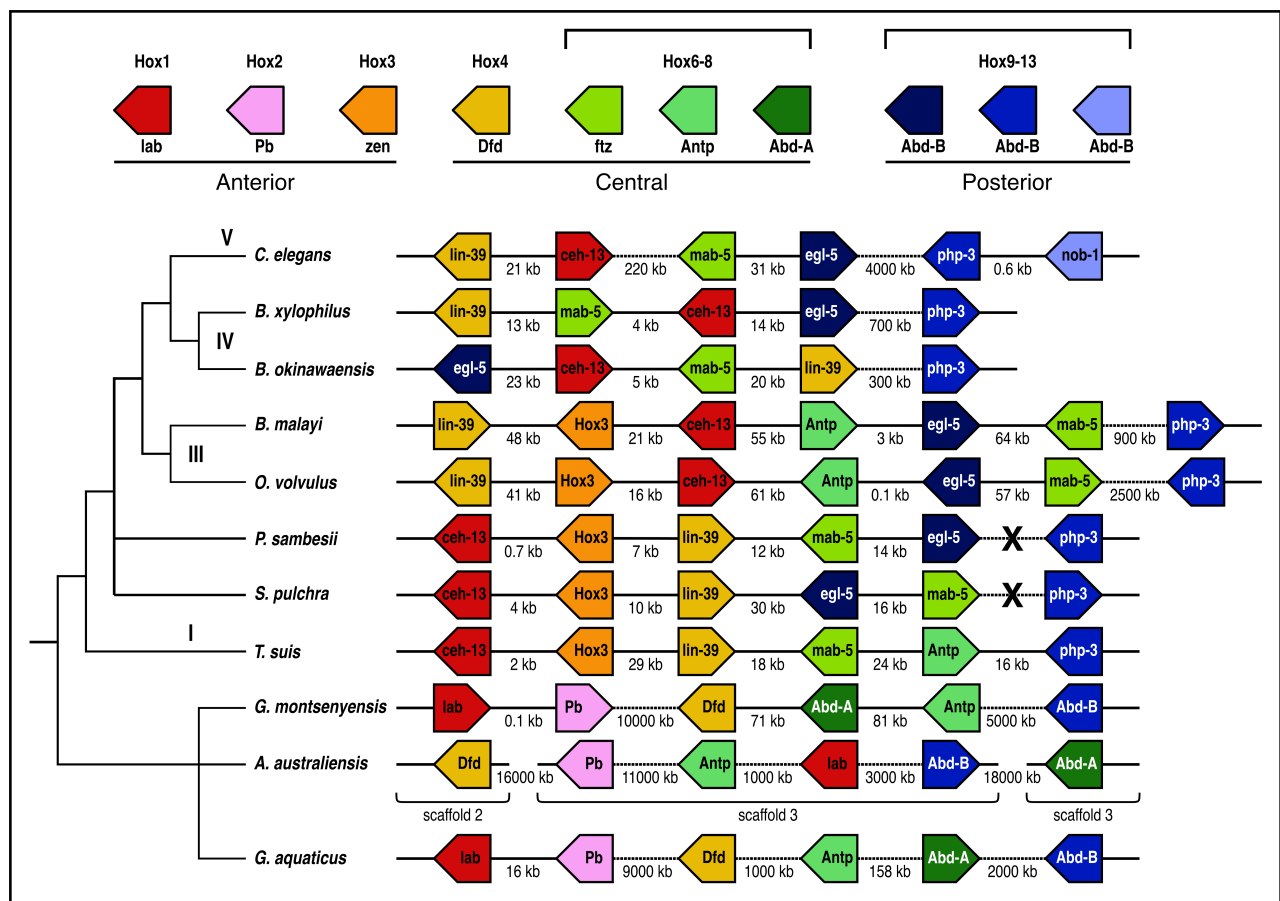 Hox1 Hox2 Hox3 Hox4 Hox6-8 Hox9-13
lab Pb zen Dfd ftz Antp Abd-A Abd-B Abd-B Abd-B
Anterior Central Posterior
V
C. elegans lin-39 ceh-13 mab-5 egl-5 php-3 nob-1
21 kb 220 kb 31 kb 4000 kb 0.6 kb
B. xylophilus lin-39 mab-5 ceh-13 egl-5 php-3
13 kb 4 kb 14 kb 700 kb
IV
B. okinawaensis egl-5 ceh-13 mab-5 lin-39 php-3
23 kb 5 kb 20 kb 300 kb
B. malayi lin-39 Hox3 ceh-13 Antp egl-5 mab-5 php-3
48 kb 21 kb 55 kb 3 kb 64 kb 900 kb
III
O. volvulus lin-39 Hox3 ceh-13 Antp egl-5 mab-5 php-3
41 kb 16 kb 61 kb 0.1 kb 57 kb 2500 kb
P. sambesii ceh-13 Hox3 lin-39 mab-5 egl-5 X php-3
0.7 kb 7 kb 12 kb 14 kb
S. pulchra ceh-13 Hox3 lin-39 egl-5 mab-5 X php-3
4 kb 10 kb 30 kb 16 kb
I
T. suis ceh-13 Hox3 lin-39 mab-5 Antp php-3
2 kb 29 kb 18 kb 24 kb 16 kb
G. montsenyensis lab Pb Dfd Abd-A Antp Abd-B
0.1 kb 10000 kb 71 kb 81 kb 5000 kb
A. australiensis Dfd Pb Antp lab Abd-B Abd-A
16000 kb 11000 kb 1000 kb 3000 kb 18000 kb
scaffold 2 scaffold 3 scaffold 3
G. aquaticus lab Pb Dfd Antp Abd-A Abd-B
16 kb 9000 kb 1000 kb 158 kb 2000 kb